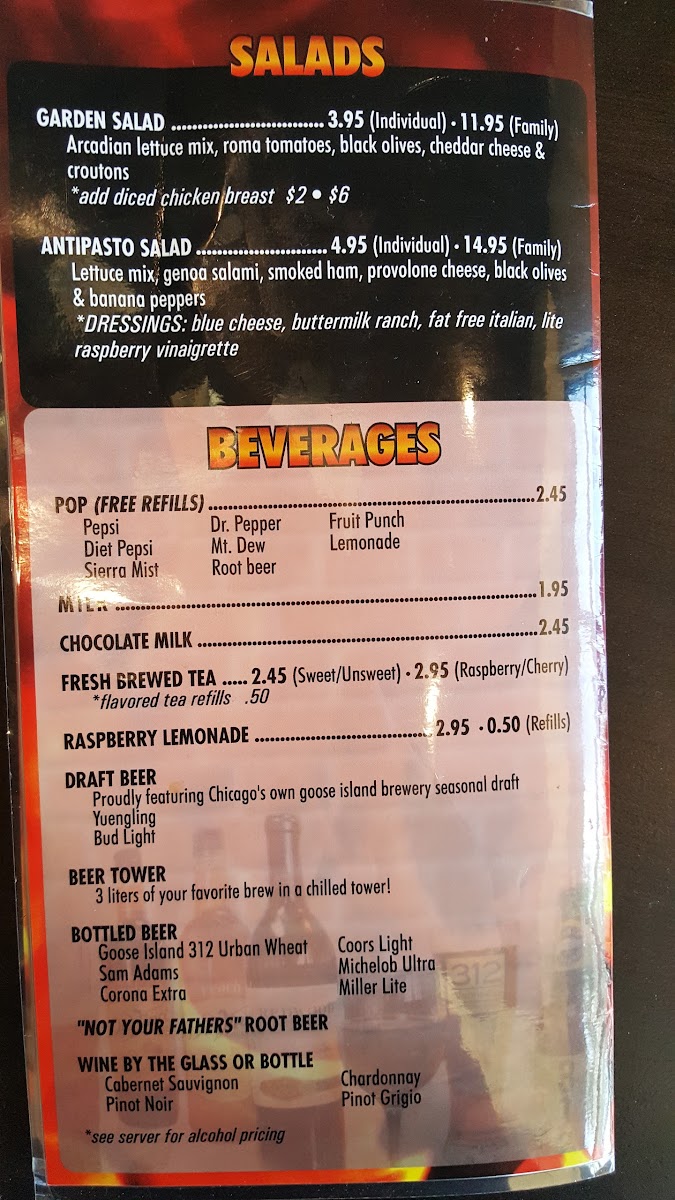 SALADS
GARDEN SALAD .............................. 3.95 (Individual) • 11.95 (Family)
Arcadian lettuce mix, roma tomatoes, black olives, cheddar cheese &
croutons
*add diced chicken breast $2 • $6
ANTIPASTO SALAD .......................... 4.95 (Individual) • 14.95 (Family)
Lettuce mix, genoa salami, smoked ham, provolone cheese, black olives
& banana peppers
*DRESSINGS: blue cheese, buttermilk ranch, fat free italian, lite
raspberry vinaigrette
BEVERAGES
POP (FREE REFILLS) ................................................................ 2.45
Pepsi Dr. Pepper Fruit Punch
Diet Pepsi Mt. Dew Lemonade
Sierra Mist Root beer
MILK ................................................................................ 1.95
CHOCOLATE MILK ................................................................ 2.45
FRESH BREWED TEA ..... 2.45 (Sweet/Unsweet) • 2.95 (Raspberry/Cherry)
*flavored tea refills .50
RASPBERRY LEMONADE .................................. 2.95 • 0.50 (Refills)
DRAFT BEER
Proudly featuring Chicago's own goose island brewery seasonal draft
Yuengling
Bud Light
BEER TOWER
3 liters of your favorite brew in a chilled tower!
BOTTLED BEER
Goose Island 312 Urban Wheat Coors Light
Sam Adams Michelob Ultra
Corona Extra Miller Lite
312
"NOT YOUR FATHERS" ROOT BEER
WINE BY THE GLASS OR BOTTLE
Cabernet Sauvignon Chardonnay
Pinot Noir Pinot Grigio
*see server for alcohol pricing